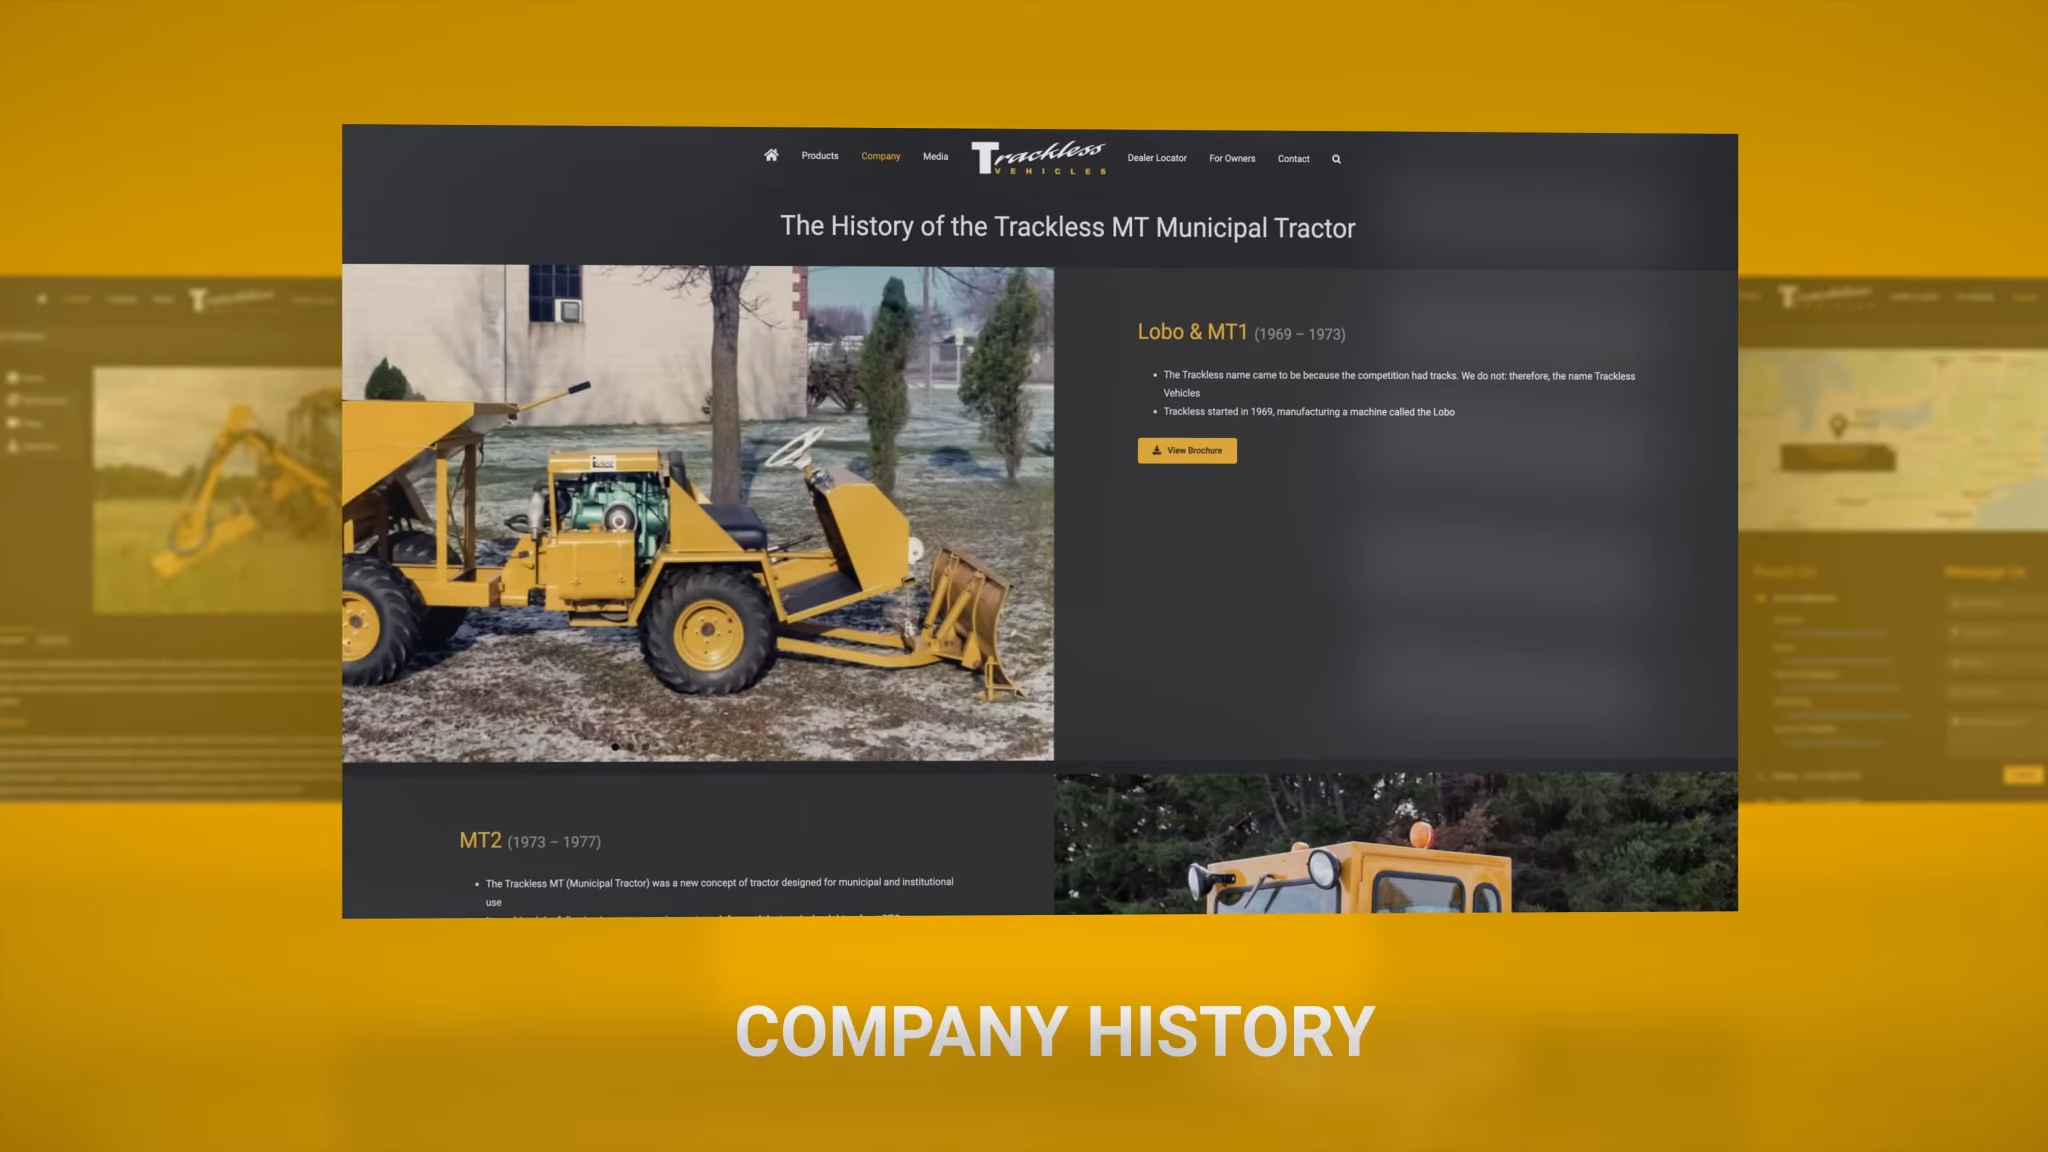 Products
Company
Media
Trackless
VEHICLES
Dealer Locator
For Owners
Contact
The History of the Trackless MT Municipal Tractor
Lobo & MT1 (1969 – 1973)
• The Trackless name came to be because the competition had tracks. We do not: therefore, the name Trackless
Vehicles
• Trackless started in 1969, manufacturing a machine called the Lobo
View Brochure
MT2 (1973 – 1977)
• The Trackless MT (Municipal Tractor) was a new concept of tractor designed for municipal and institutional
use
COMPANY HISTORY